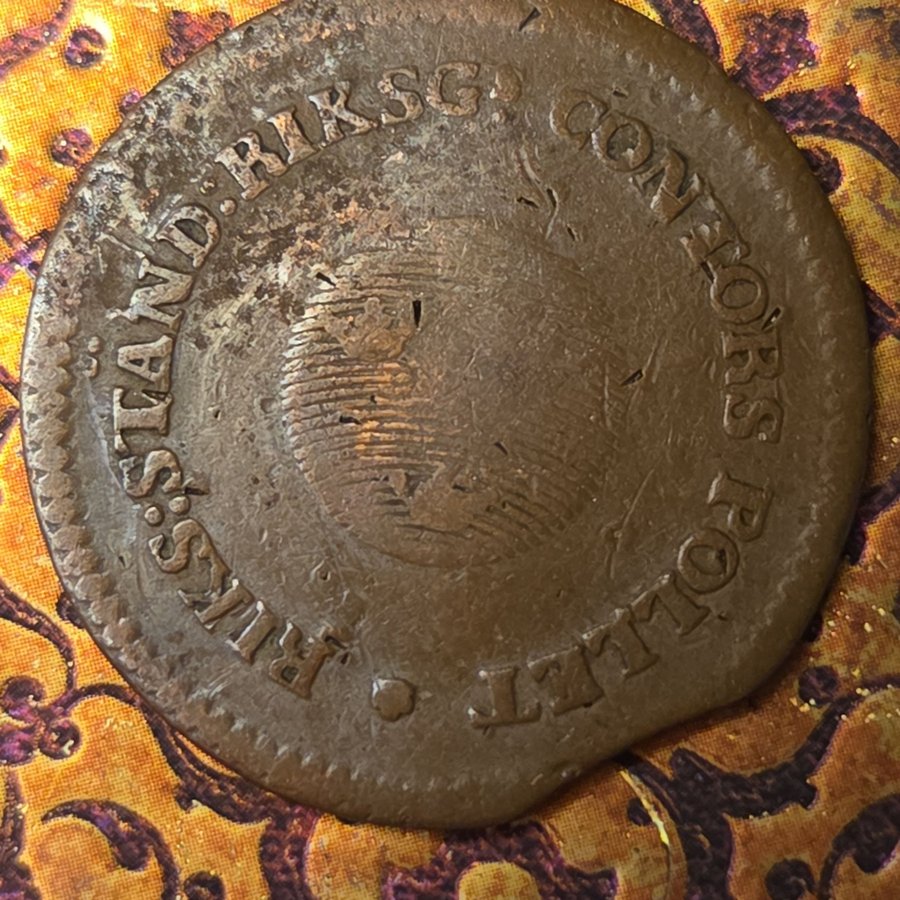 RIKS: STÄND: RIKSG • CONTORS POLLET •